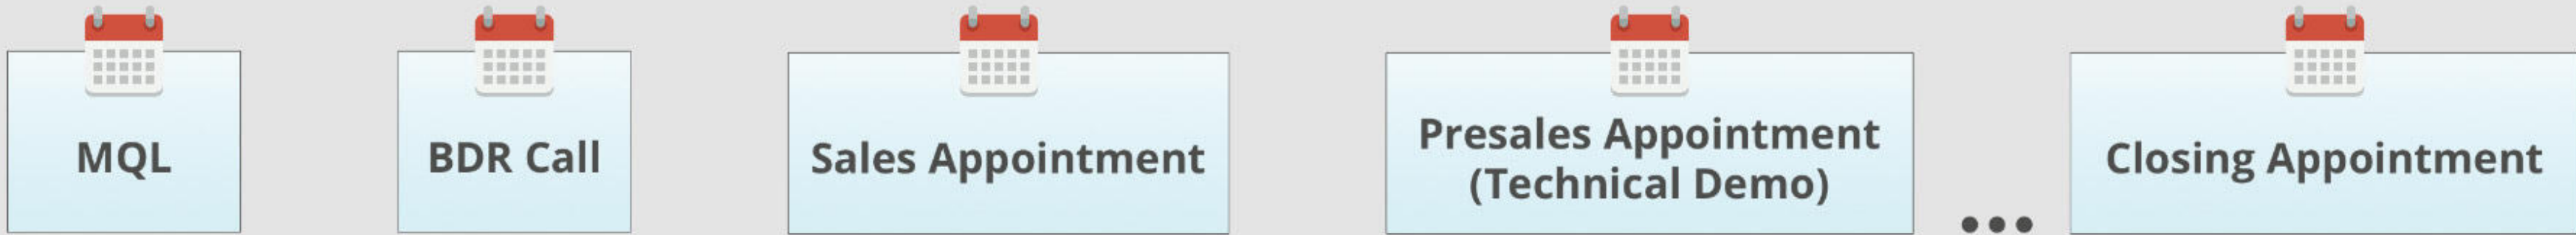 MQL
BDR Call
Sales Appointment
Presales Appointment
(Technical Demo)
...
Closing Appointment